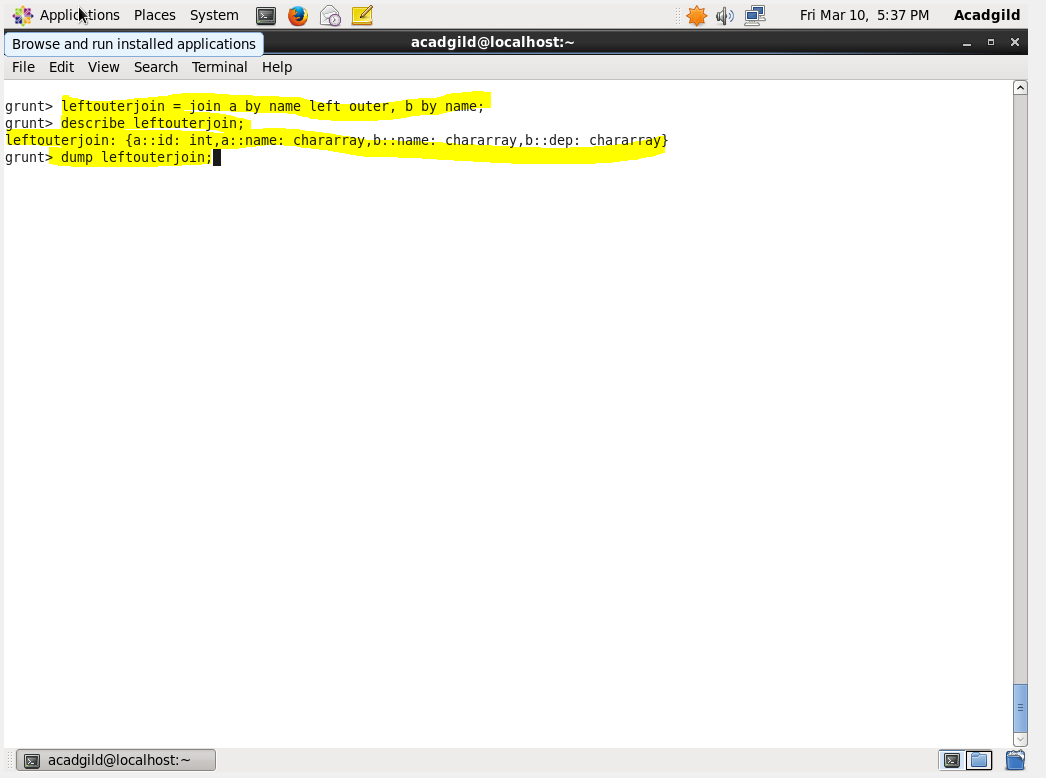 Applications Places System Fri Mar 10, 5:37 PM Acadgild
Browse and run installed applications
acadgild@localhost:~
File Edit View Search Terminal Help
grunt> leftouterjoin = join a by name left outer, b by name;
grunt> describe leftouterjoin;
leftouterjoin: {a::id: int,a::name: chararray,b::name: chararray,b::dep: chararray}
grunt> dump leftouterjoin;
acadgild@localhost:~